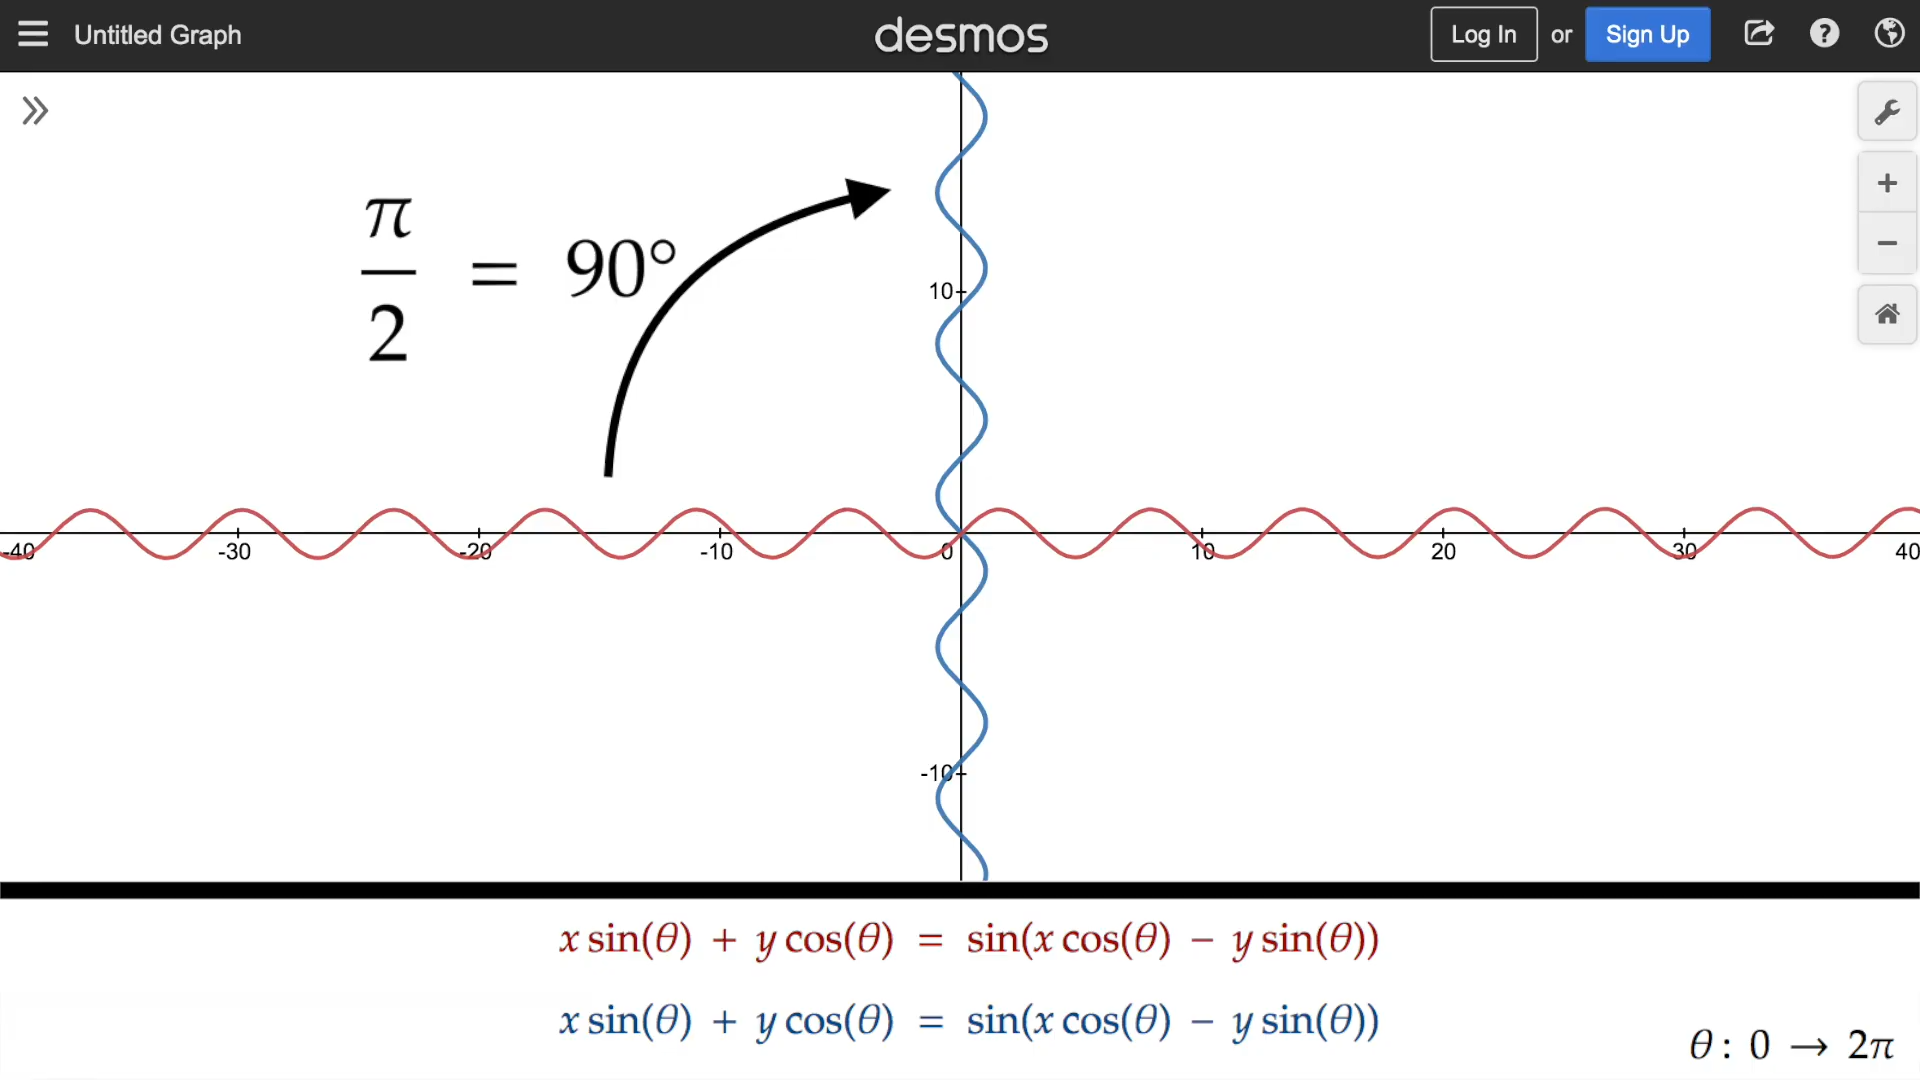 Untitled Graph
desmos
Log In or Sign Up
π/2 = 90°
10
-40 -30 -20 -10 0 10 20 30 40
-10
x sin(θ) + y cos(θ) = sin(x cos(θ) − y sin(θ))
x sin(θ) + y cos(θ) = sin(x cos(θ) − y sin(θ))
θ : 0 → 2π